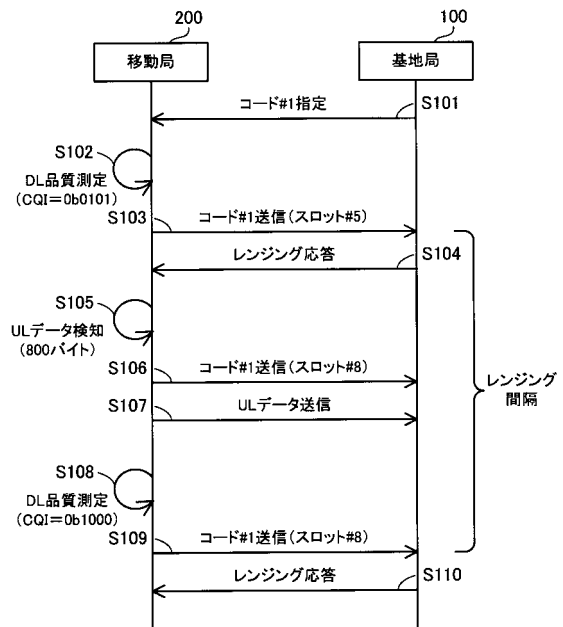 200
100
移動局
基地局
コード#1指定
S101
S102
DL品質測定
(CQI=0b0101)
S103
コード#1送信(スロット#5)
レンジング応答
S104
S105
ULデータ検知
(800バイト)
S106
コード#1送信(スロット#8)
S107
ULデータ送信
レンジング
間隔
S108
DL品質測定
(CQI=0b1000)
S109
コード#1送信(スロット#8)
レンジング応答
S110